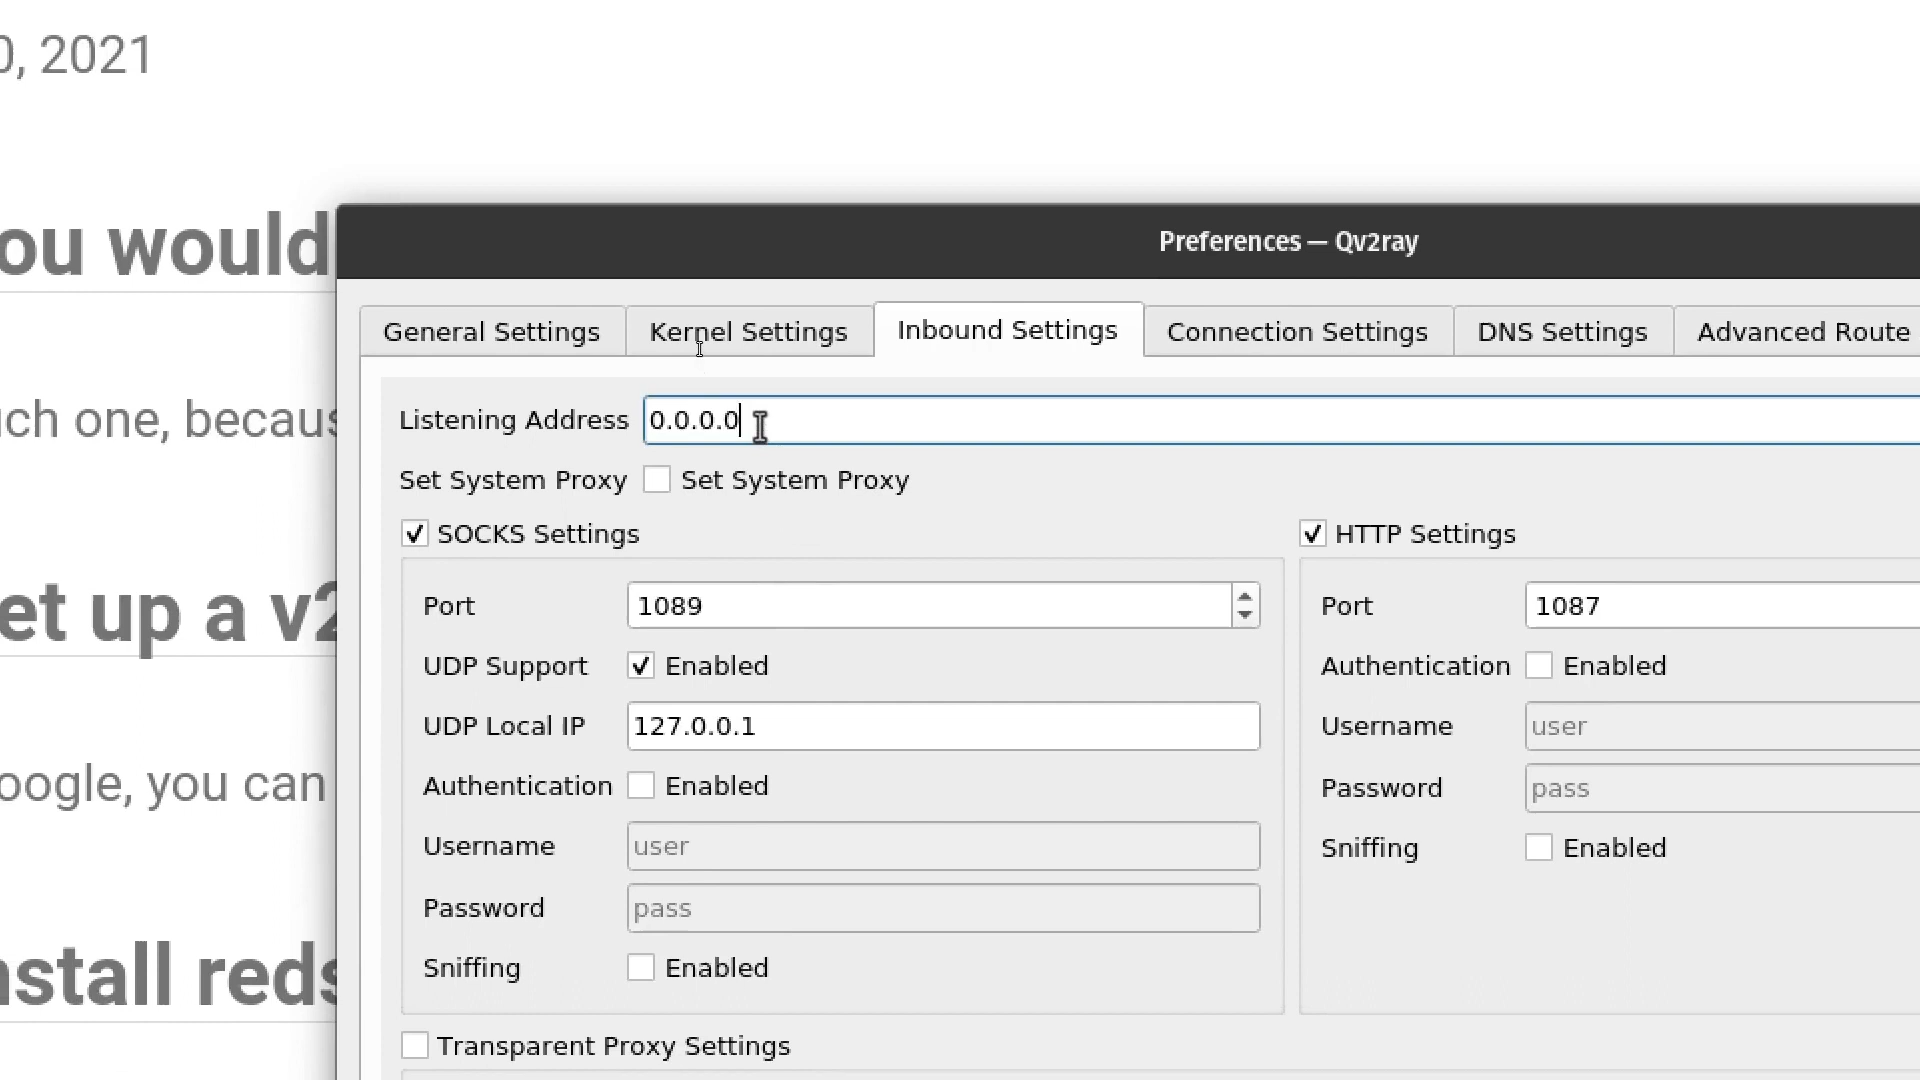 0, 2021
ou would
ch one, becaus
et up a v2
oogle, you can
nstall reds
Preferences — Qv2ray
General Settings
Kernel Settings
Inbound Settings
Connection Settings
DNS Settings
Advanced Route
Listening Address 0.0.0.0
Set System Proxy Set System Proxy
SOCKS Settings
Port 1089
UDP Support Enabled
UDP Local IP 127.0.0.1
Authentication Enabled
Username user
Password pass
Sniffing Enabled
HTTP Settings
Port 1087
Authentication Enabled
Username user
Password pass
Sniffing Enabled
Transparent Proxy Settings